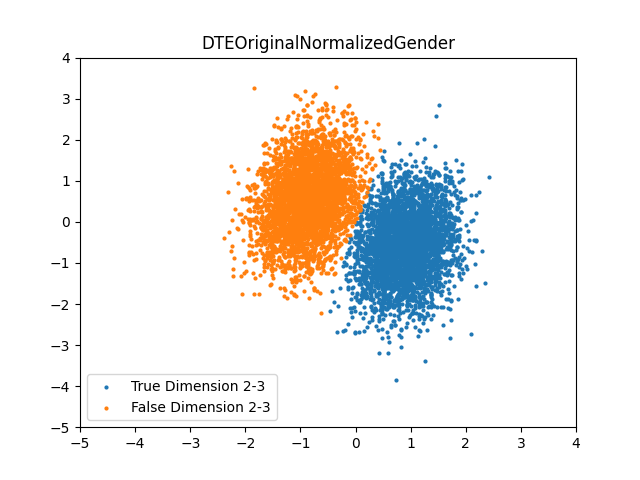 DTEOriginalNormalizedGender
4
3
2
1
0
−1
−2
−3
−4
−5
True Dimension 2-3
False Dimension 2-3
−5 −4 −3 −2 −1 0 1 2 3 4